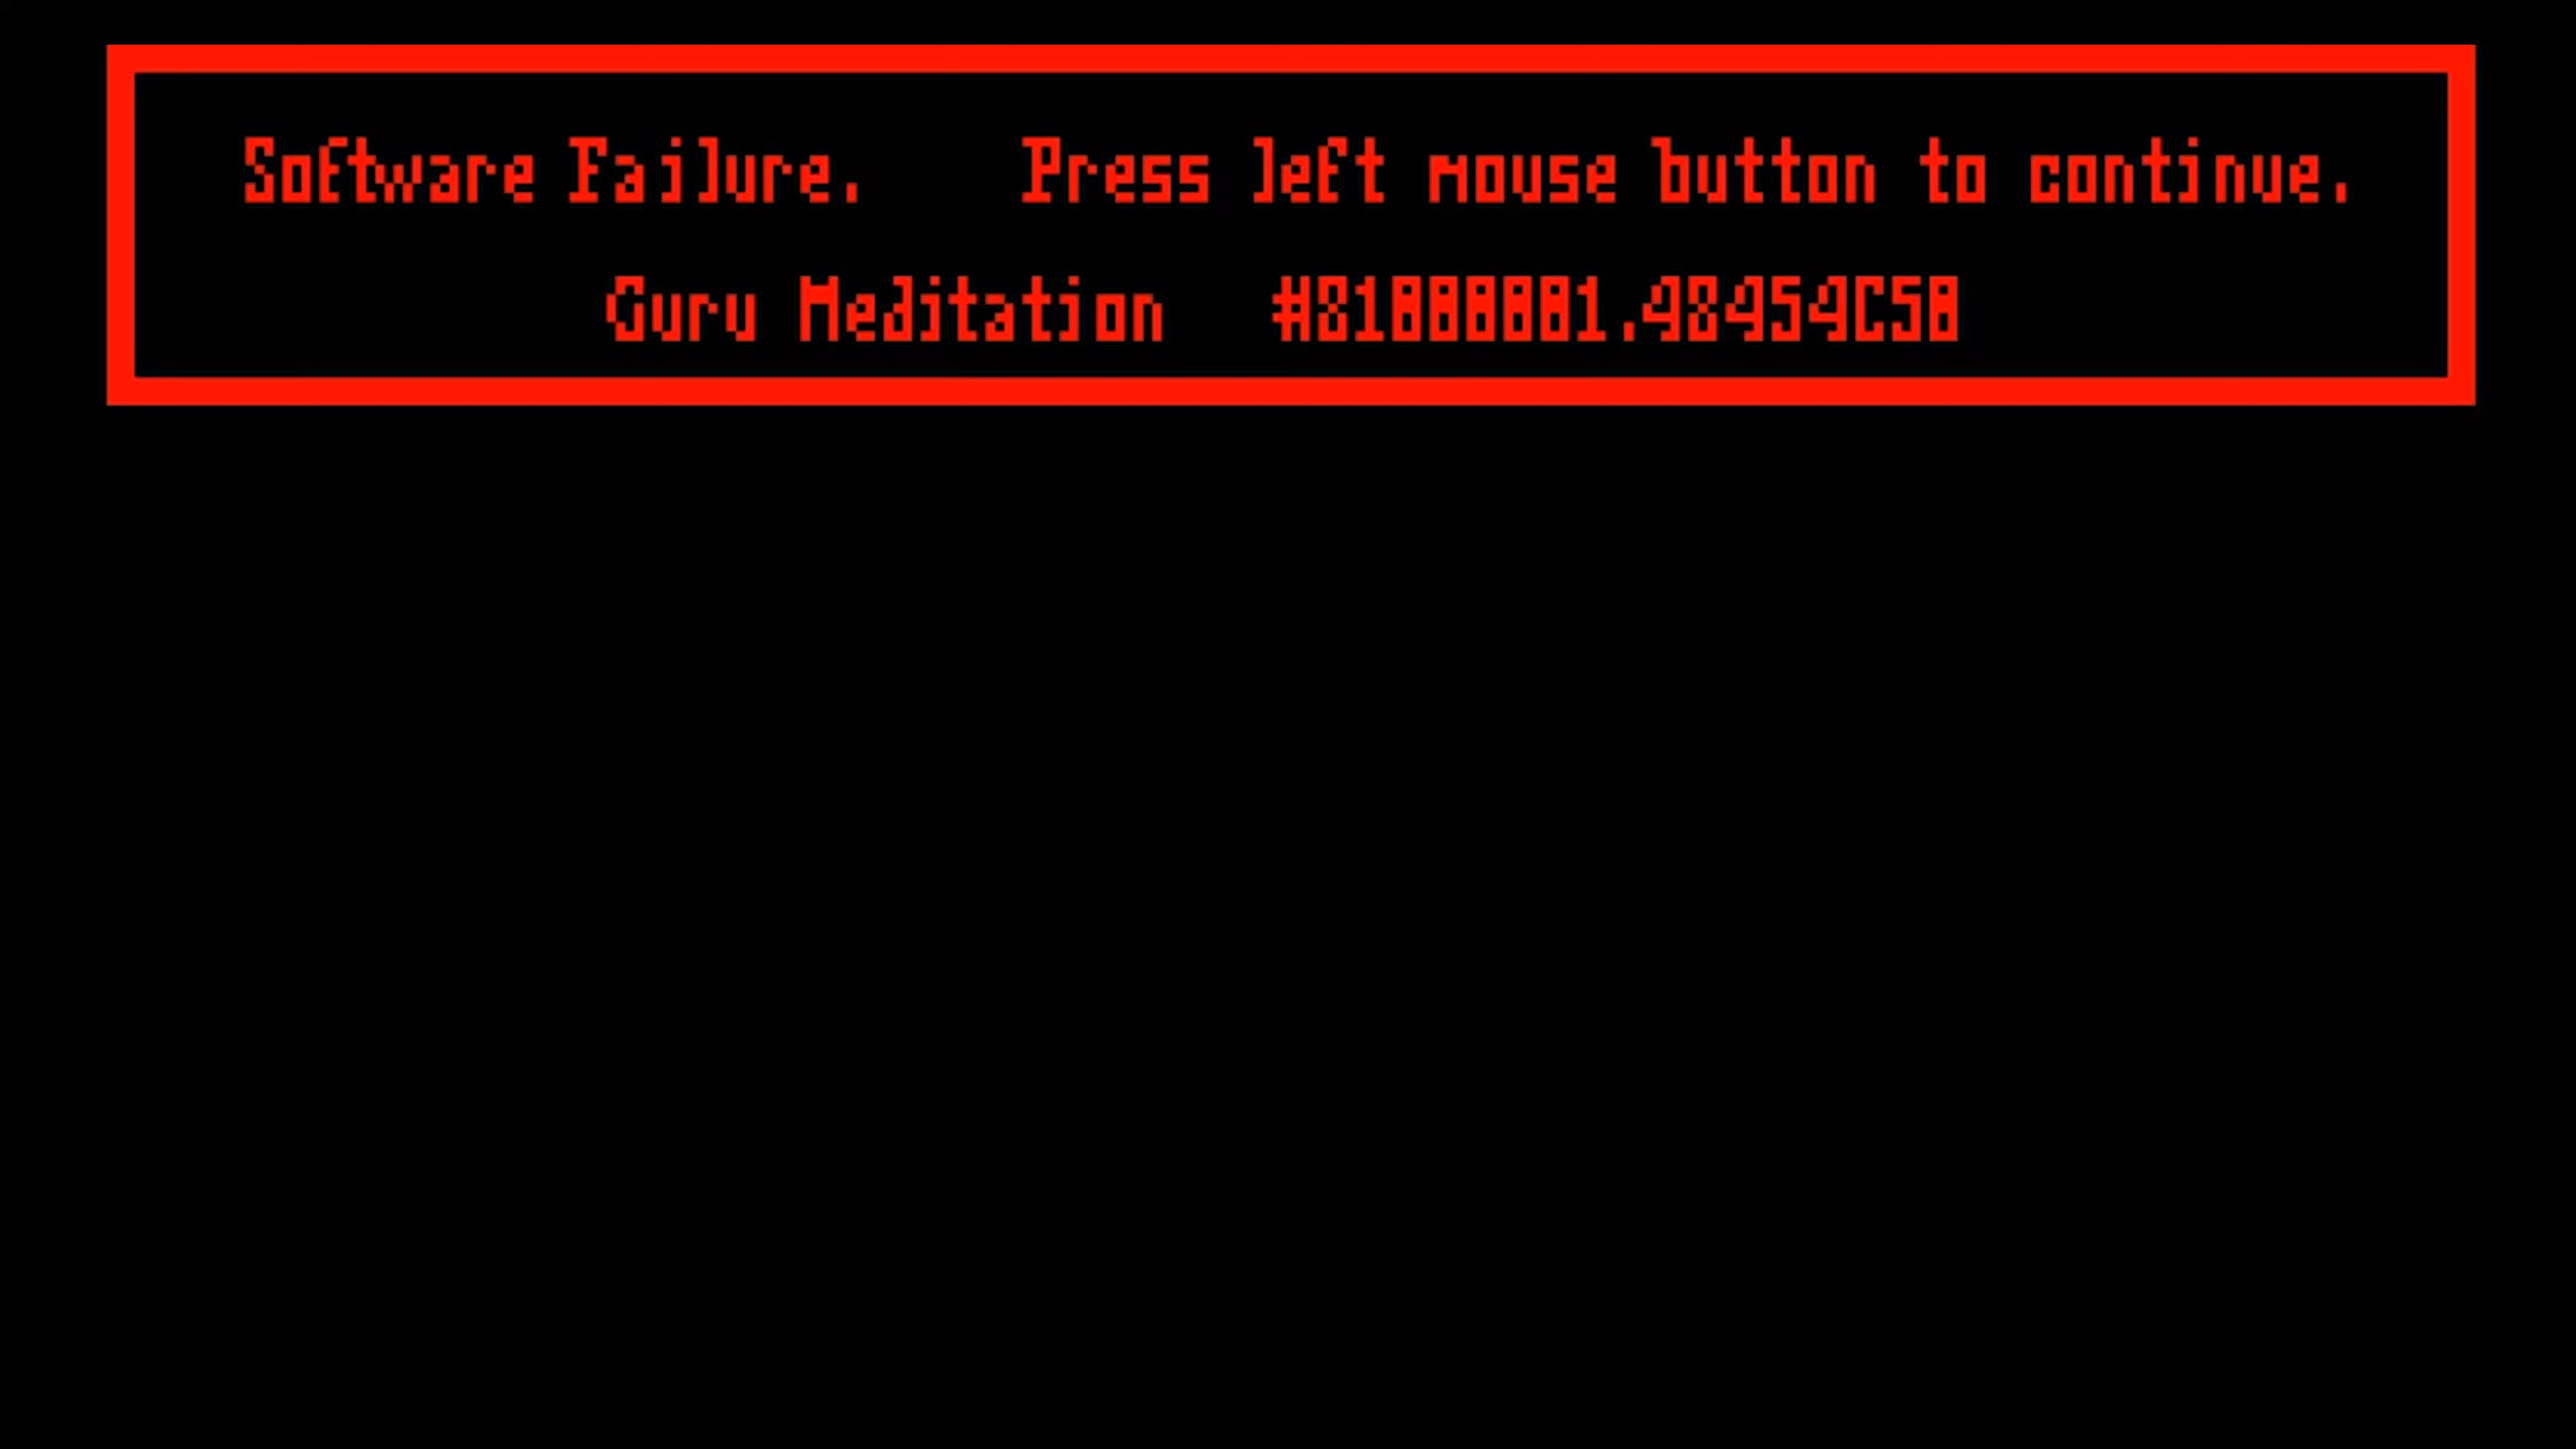 Software Failure.    Press left mouse button to continue.
Guru Meditation   #81000001.48454C50